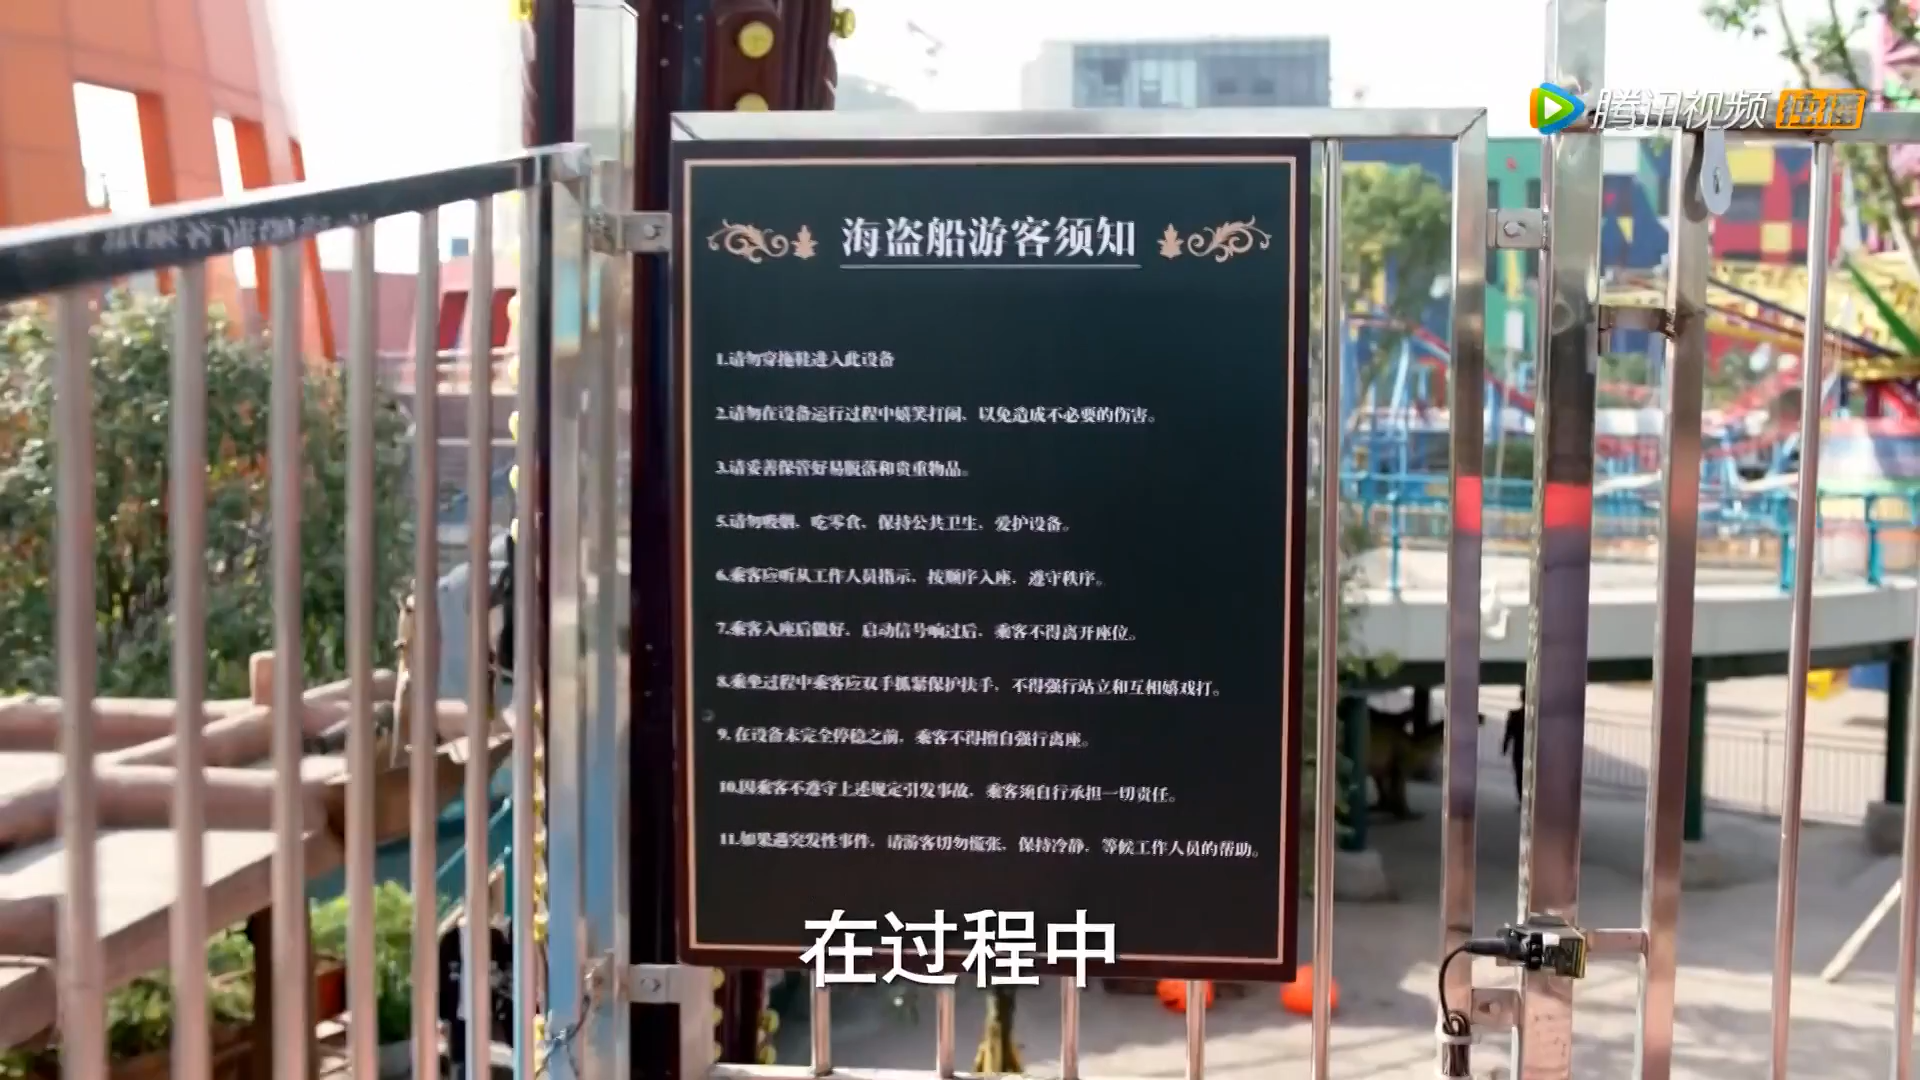 腾讯视频 独播
海盗船游客须知
1.请勿穿拖鞋进入此设备
2.请勿在设备运行过程中嬉笑打闹，以免造成不必要的伤害。
3.请妥善保管好易脱落和贵重物品。
5.请勿吸烟，吃零食，保持公共卫生，爱护设备。
6.乘客应听从工作人员指示，按顺序入座，遵守秩序。
7.乘客入座后做好，启动信号响过后，乘客不得离开座位。
8.乘坐过程中乘客应双手抓紧保护扶手，不得强行站立和互相嬉戏打。
9.在设备未完全停稳之前，乘客不得擅自强行离座。
10.因乘客不遵守上述规定引发事故，乘客须自行承担一切责任。
11.如果遇突发性事件，请游客切勿慌张，保持冷静，等候工作人员的帮助。
在过程中